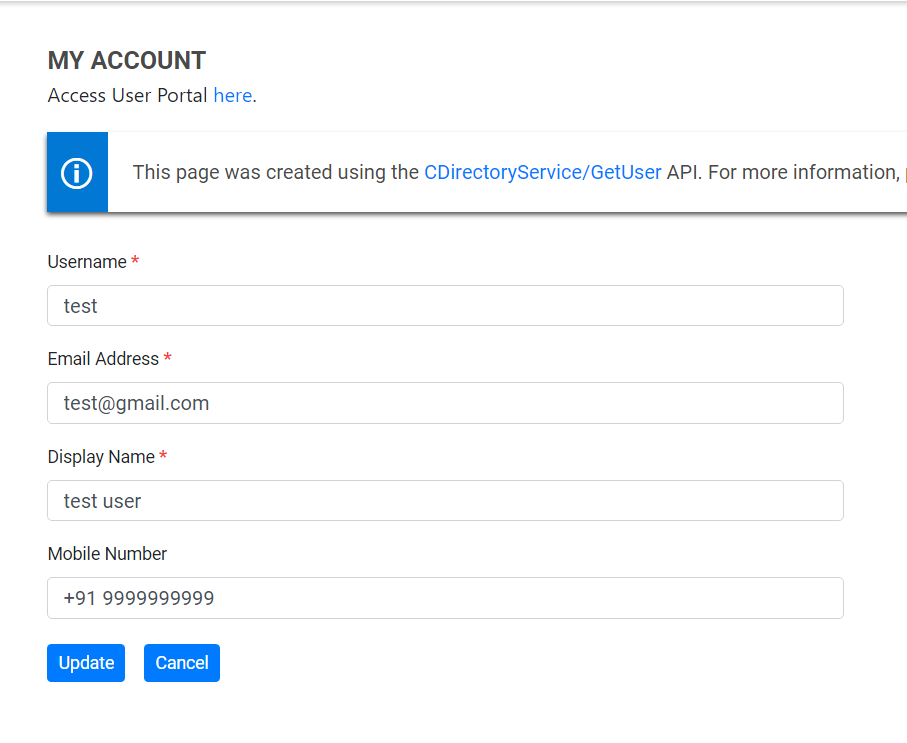 MY ACCOUNT
Access User Portal here.
This page was created using the CDirectoryService/GetUser API. For more information,
Username *
test
Email Address *
test@gmail.com
Display Name *
test user
Mobile Number
+91 9999999999
Update Cancel